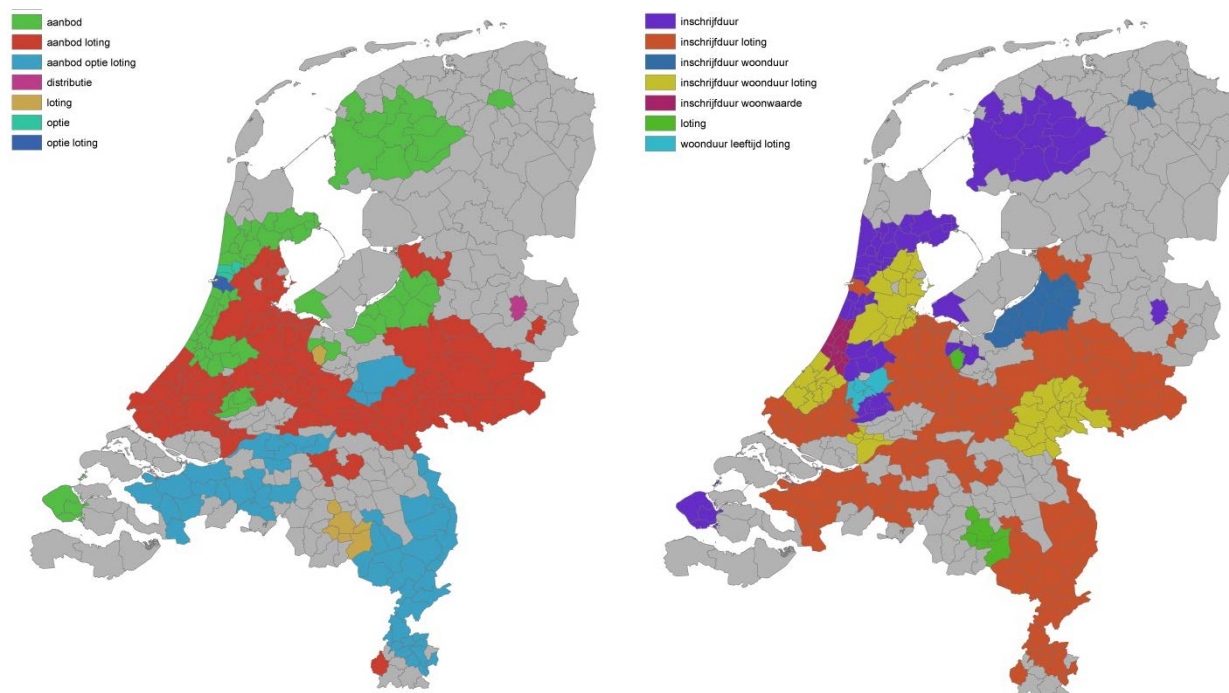 aanbod
aanbod loting
aanbod optie loting
distributie
loting
optie
optie loting
inschrijfduur
inschrijfduur loting
inschrijfduur woonduur
inschrijfduur woonduur loting
inschrijfduur woonwaarde
loting
woonduur leeftijd loting